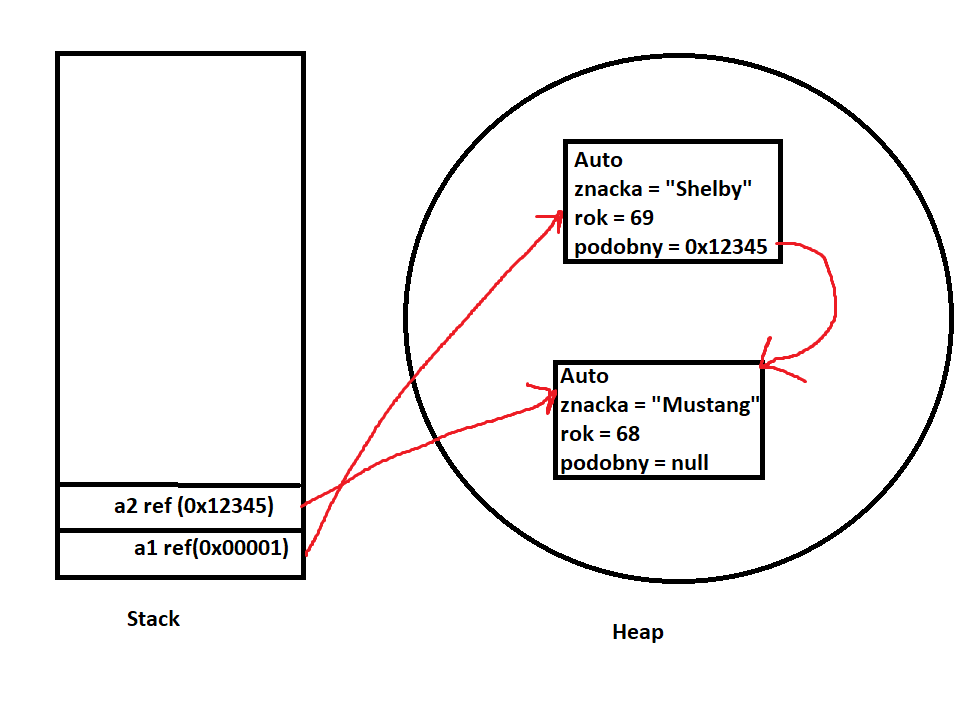 Auto
znacka = "Shelby"
rok = 69
podobny = 0x12345
Auto
znacka = "Mustang"
rok = 68
podobny = null
a2 ref (0x12345)
a1 ref(0x00001)
Stack
Heap